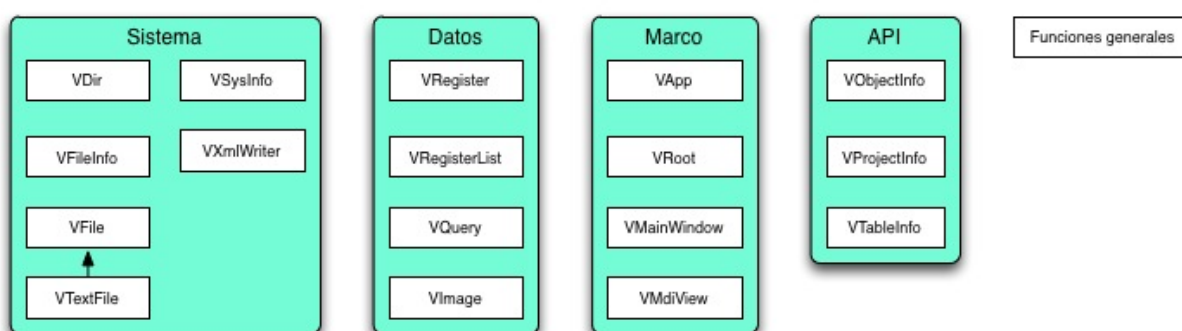 Sistema
VDir
VSysInfo
VFileInfo
VXmlWriter
VFile
VTextFile
Datos
VRegister
VRegisterList
VQuery
VImage
Marco
VApp
VRoot
VMainWindow
VMdiView
API
VObjectInfo
VProjectInfo
VTableInfo
Funciones generales